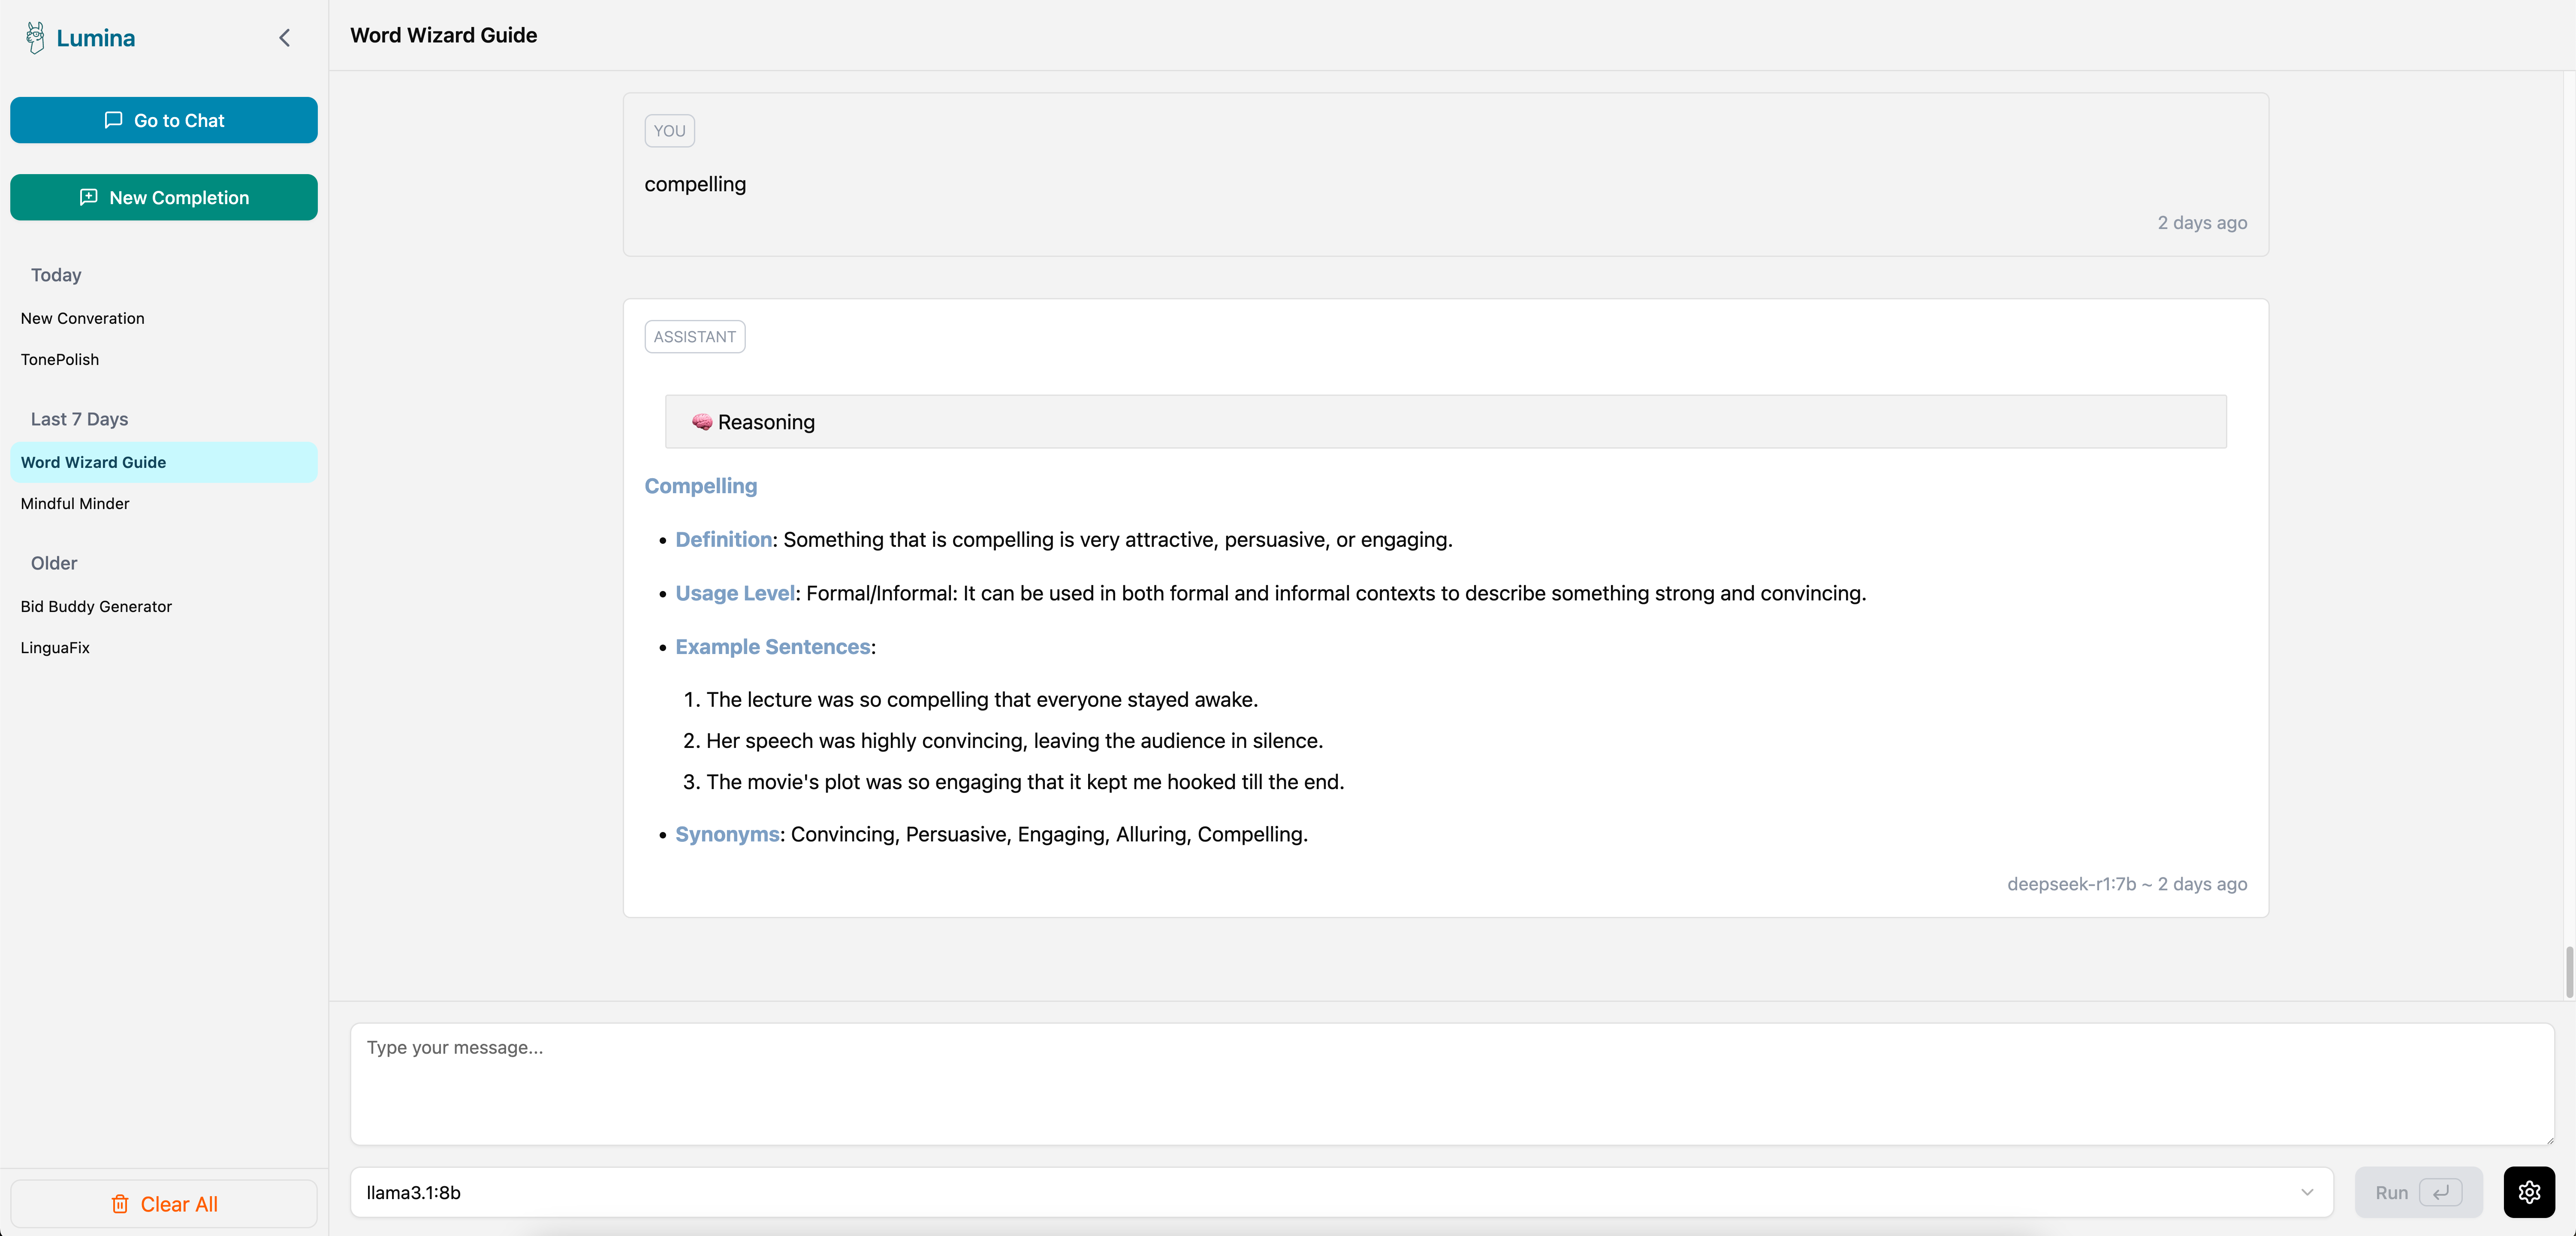 Lumina
Go to Chat
New Completion
Today
New Converation
TonePolish
Last 7 Days
Word Wizard Guide
Mindful Minder
Older
Bid Buddy Generator
LinguaFix
Clear All
Word Wizard Guide
YOU
compelling
2 days ago
ASSISTANT
🧠 Reasoning
Compelling
• Definition: Something that is compelling is very attractive, persuasive, or engaging.
• Usage Level: Formal/Informal: It can be used in both formal and informal contexts to describe something strong and convincing.
• Example Sentences:
1. The lecture was so compelling that everyone stayed awake.
2. Her speech was highly convincing, leaving the audience in silence.
3. The movie's plot was so engaging that it kept me hooked till the end.
• Synonyms: Convincing, Persuasive, Engaging, Alluring, Compelling.
deepseek-r1:7b ~ 2 days ago
Type your message...
llama3.1:8b
Run